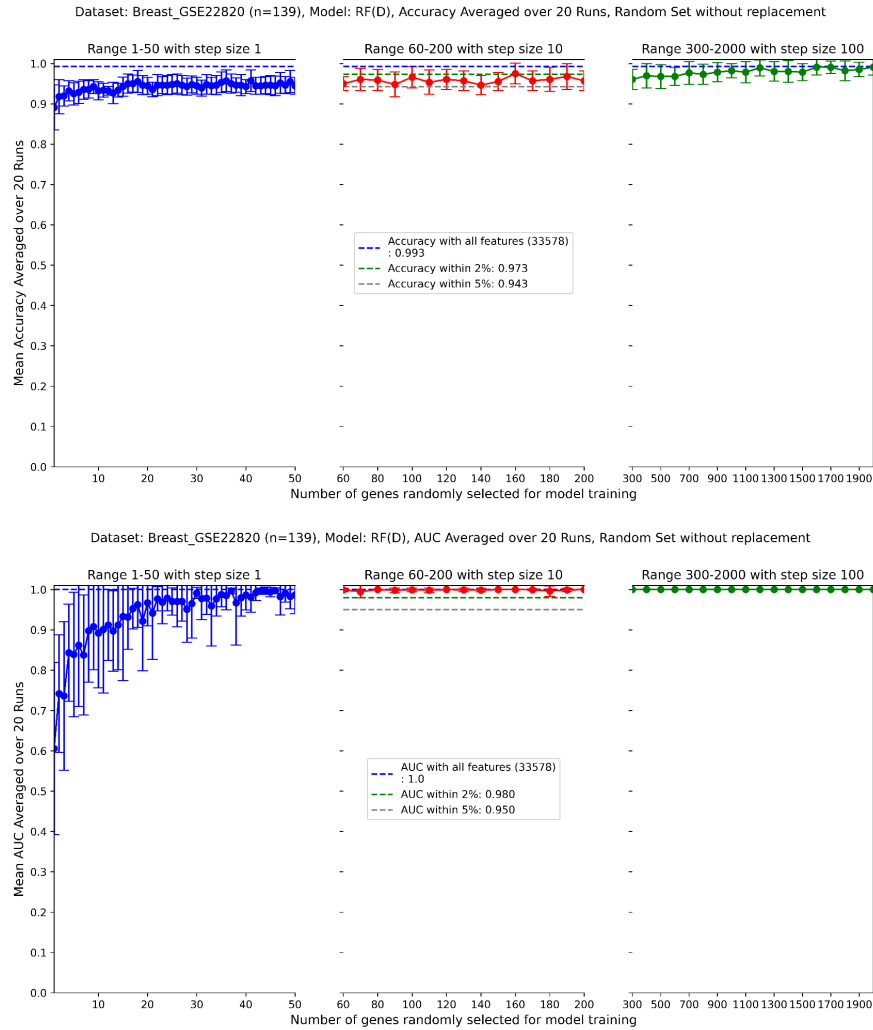 Dataset: Breast_GSE22820 (n=139), Model: RF(D), Accuracy Averaged over 20 Runs, Random Set without replacement
Range 1-50 with step size 1
Range 60-200 with step size 10
Range 300-2000 with step size 100
Mean Accuracy Averaged over 20 Runs
1.0
0.9
0.8
0.7
0.6
0.5
0.4
0.3
0.2
0.1
0.0
Accuracy with all features (33578)
: 0.993
Accuracy within 2%: 0.973
Accuracy within 5%: 0.943
10 20 30 40 50
60 80 100 120 140 160 180 200
300 500 700 900 1100 1300 1500 1700 1900
Number of genes randomly selected for model training
Dataset: Breast_GSE22820 (n=139), Model: RF(D), AUC Averaged over 20 Runs, Random Set without replacement
Range 1-50 with step size 1
Range 60-200 with step size 10
Range 300-2000 with step size 100
Mean AUC Averaged over 20 Runs
1.0
0.9
0.8
0.7
0.6
0.5
0.4
0.3
0.2
0.1
0.0
AUC with all features (33578)
: 1.0
AUC within 2%: 0.980
AUC within 5%: 0.950
10 20 30 40 50
60 80 100 120 140 160 180 200
300 500 700 900 1100 1300 1500 1700 1900
Number of genes randomly selected for model training